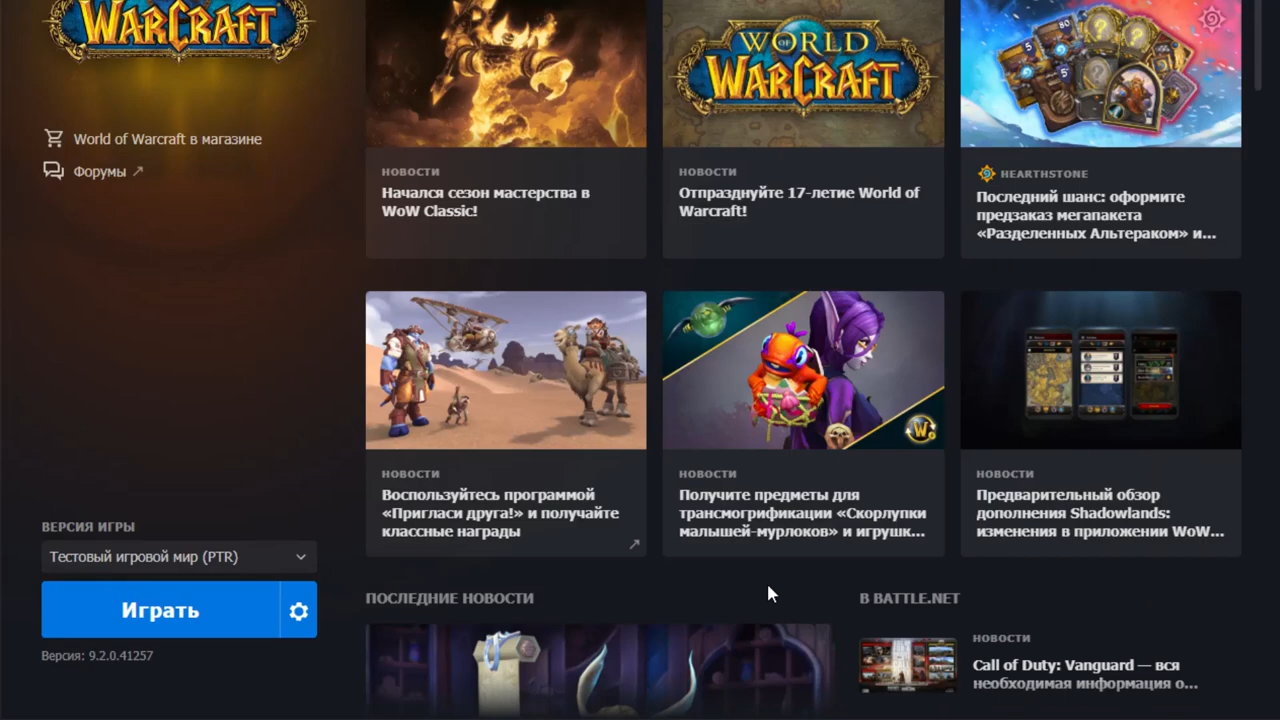 WARCRAFT
World of Warcraft в магазине
Форумы
ВЕРСИЯ ИГРЫ
Тестовый игровой мир (PTR)
Играть
Версия: 9.2.0.41257
НОВОСТИ
Начался сезон мастерства в
WoW Classic!
WORLD
OF
WARCRAFT
НОВОСТИ
Отпразднуйте 17-летие World of
Warcraft!
5
80
5
HEARTHSTONE
Последний шанс: оформите
предзаказ мегапакета
«Разделенных Альтераком» и...
НОВОСТИ
Воспользуйтесь программой
«Пригласи друга!» и получайте
классные награды
W
НОВОСТИ
Получите предметы для
трансмогрификации «Скорлупки
малышей-мурлоков» и игрушк...
НОВОСТИ
Предварительный обзор
дополнения Shadowlands:
изменения в приложении WoW...
ПОСЛЕДНИЕ НОВОСТИ
В BATTLE.NET
НОВОСТИ
Call of Duty: Vanguard — вся
необходимая информация о...